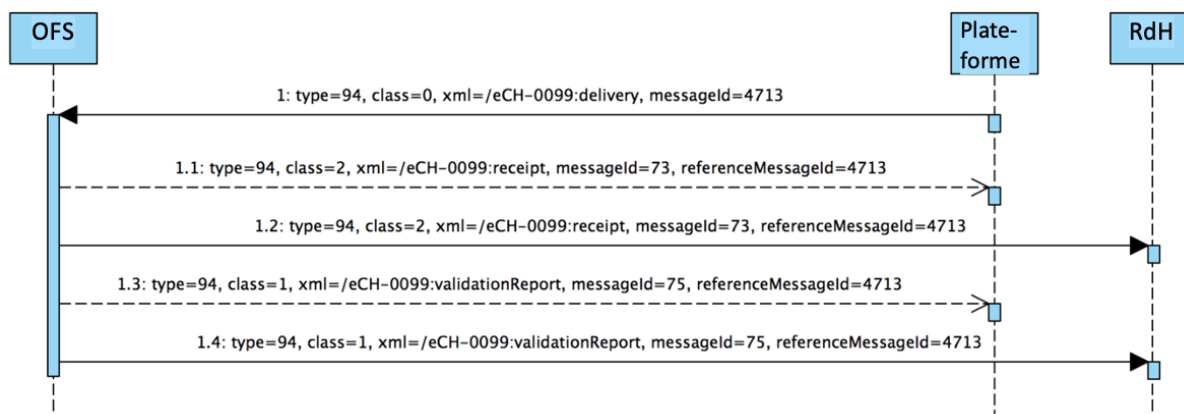 OFS
Plate-
forme
RdH
1: type=94, class=0, xml=/eCH-0099:delivery, messageId=4713
1.1: type=94, class=2, xml=/eCH-0099:receipt, messageId=73, referenceMessageId=4713
1.2: type=94, class=2, xml=/eCH-0099:receipt, messageId=73, referenceMessageId=4713
1.3: type=94, class=1, xml=/eCH-0099:validationReport, messageId=75, referenceMessageId=4713
1.4: type=94, class=1, xml=/eCH-0099:validationReport, messageId=75, referenceMessageId=4713